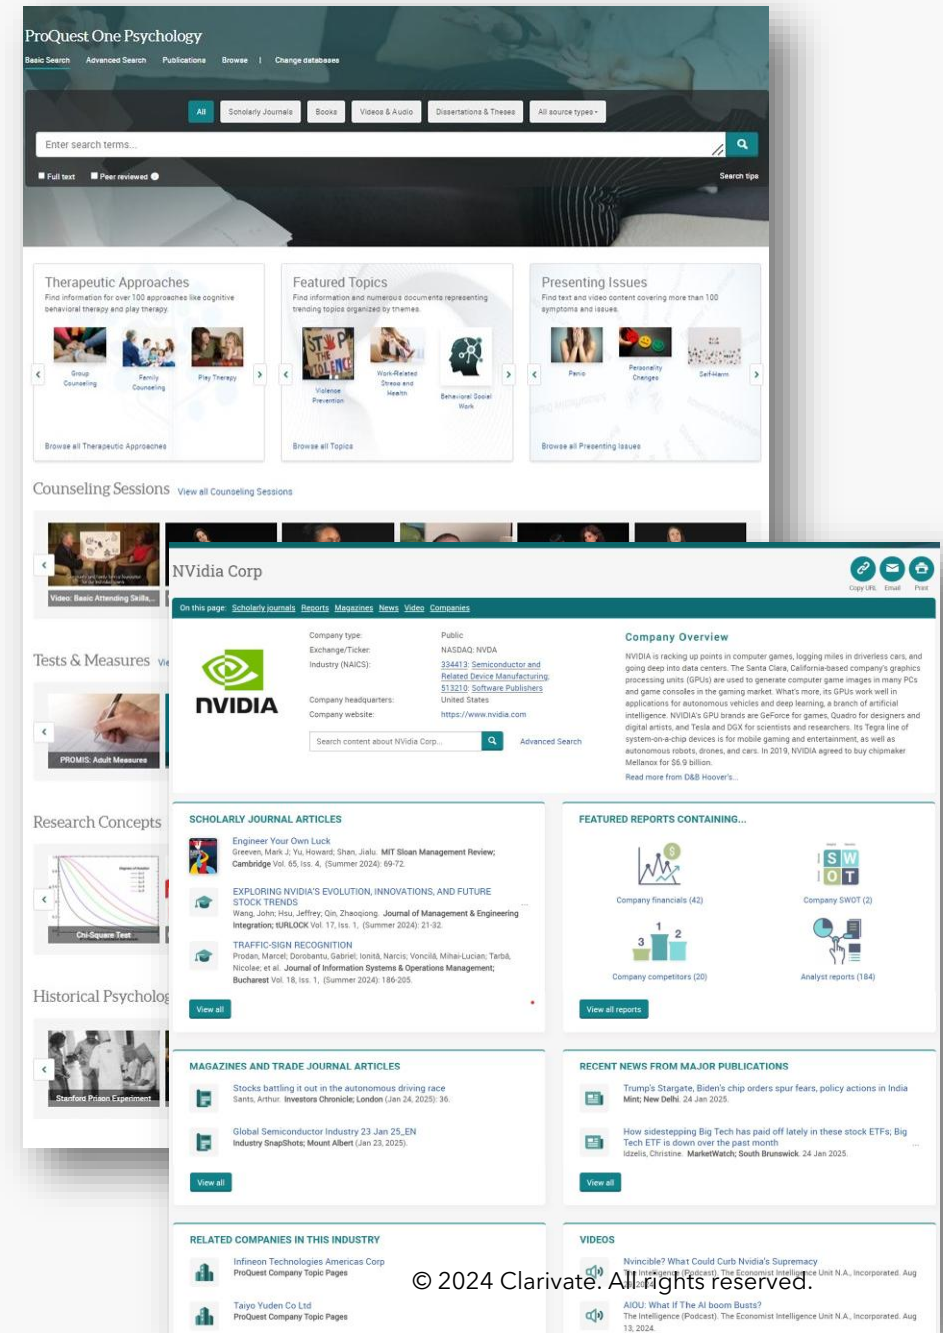 ProQuest One Psychology
Basic Search Advanced Search Publications Browse | Change databases
All Scholarly Journals Books Videos & Audio Dissertations & Theses All source types
Enter search terms...
Full text Peer reviewed
Search tips
Therapeutic Approaches
Find information for over 100 approaches like cognitive
behavioral therapy and play therapy.
Group
Counseling
Family
Counseling
Play Therapy
Browse all Therapeutic Approaches
Featured Topics
Find information and numerous documents representing
trending topics organized by themes.
STOP
THE
VIOLENCE
Violence
Prevention
Work-Related
Stress and
Health
Behavioral Social
Work
Browse all Topics
Presenting Issues
Find text and video content covering more than 100
symptoms and issues.
Panic
Personality
Changes
Self-Harm
Browse all Presenting Issues
Counseling Sessions View all Counseling Sessions
Video: Basic Attending Skills,...
Tests & Measures Vie
PROMIS: Adult Measures
Research Concepts
Chi-Square Test
Historical Psycholog
Stanford Prison Experiment
NVidia Corp
Copy URL Email Print
On this page: Scholarly journals Reports Magazines News Video Companies
NVIDIA
Company type: Public
Exchange/Ticker: NASDAQ: NVDA
Industry (NAICS): 334413: Semiconductor and
Related Device Manufacturing;
513210: Software Publishers
Company headquarters: United States
Company website: https://www.nvidia.com
Search content about NVidia Corp...
Advanced Search
Company Overview
NVIDIA is racking up points in computer games, logging miles in driverless cars, and
going deep into data centers. The Santa Clara, California-based company's graphics
processing units (GPUs) are used to generate computer game images in many PCs
and game consoles in the gaming market. What's more, its GPUs work well in
applications for autonomous vehicles and deep learning, a branch of artificial
intelligence. NVIDIA's GPU brands are GeForce for games, Quadro for designers and
digital artists, and Tesla and DGX for scientists and researchers. Its Tegra line of
system-on-a-chip devices is for mobile gaming and entertainment, as well as
autonomous robots, drones, and cars. In 2019, NVIDIA agreed to buy chipmaker
Mellanox for $6.9 billion.
Read more from D&B Hoover's...
SCHOLARLY JOURNAL ARTICLES
Engineer Your Own Luck
Greeven, Mark J; Yu, Howard; Shan, Jialu. MIT Sloan Management Review;
Cambridge Vol. 65, Iss. 4, (Summer 2024): 69-72.
EXPLORING NVIDIA'S EVOLUTION, INNOVATIONS, AND FUTURE
STOCK TRENDS ...
Wang, John; Hsu, Jeffrey; Qin, Zhaoqiong. Journal of Management & Engineering
Integration; tURLOCK Vol. 17, Iss. 1, (Summer 2024): 21-32.
TRAFFIC-SIGN RECOGNITION
Prodan, Marcel; Dorobantu, Gabriel; Ionită, Narcis; Voncilă, Mihai-Lucian; Tarbă,
Nicolae; et al. Journal of Information Systems & Operations Management;
Bucharest Vol. 18, Iss. 1, (Summer 2024): 186-205.
View all
FEATURED REPORTS CONTAINING...
Company financials (42)
SWOT
Company SWOT (2)
3 1 2
Company competitors (20)
Analyst reports (184)
View all reports
MAGAZINES AND TRADE JOURNAL ARTICLES
Stocks battling it out in the autonomous driving race
Sants, Arthur. Investors Chronicle; London (Jan 24, 2025): 36.
Global Semiconductor Industry 23 Jan 25_EN
Industry SnapShots; Mount Albert (Jan 23, 2025).
View all
RECENT NEWS FROM MAJOR PUBLICATIONS
Trump's Stargate, Biden's chip orders spur fears, policy actions in India
Mint; New Delhi. 24 Jan 2025.
How sidestepping Big Tech has paid off lately in these stock ETFs; Big
Tech ETF is down over the past month ...
Idzelis, Christine. MarketWatch; South Brunswick. 24 Jan 2025.
View all
RELATED COMPANIES IN THIS INDUSTRY
Infineon Technologies Americas Corp
ProQuest Company Topic Pages
Taiyo Yuden Co Ltd
ProQuest Company Topic Pages
VIDEOS
Nvincible? What Could Curb Nvidia's Supremacy
The Intelligence (Podcast). The Economist Intelligence Unit N.A., Incorporated. Aug
2024.
AIOU: What If The AI boom Busts?
The Intelligence (Podcast). The Economist Intelligence Unit N.A., Incorporated. Aug
13, 2024.
© 2024 Clarivate. All rights reserved.